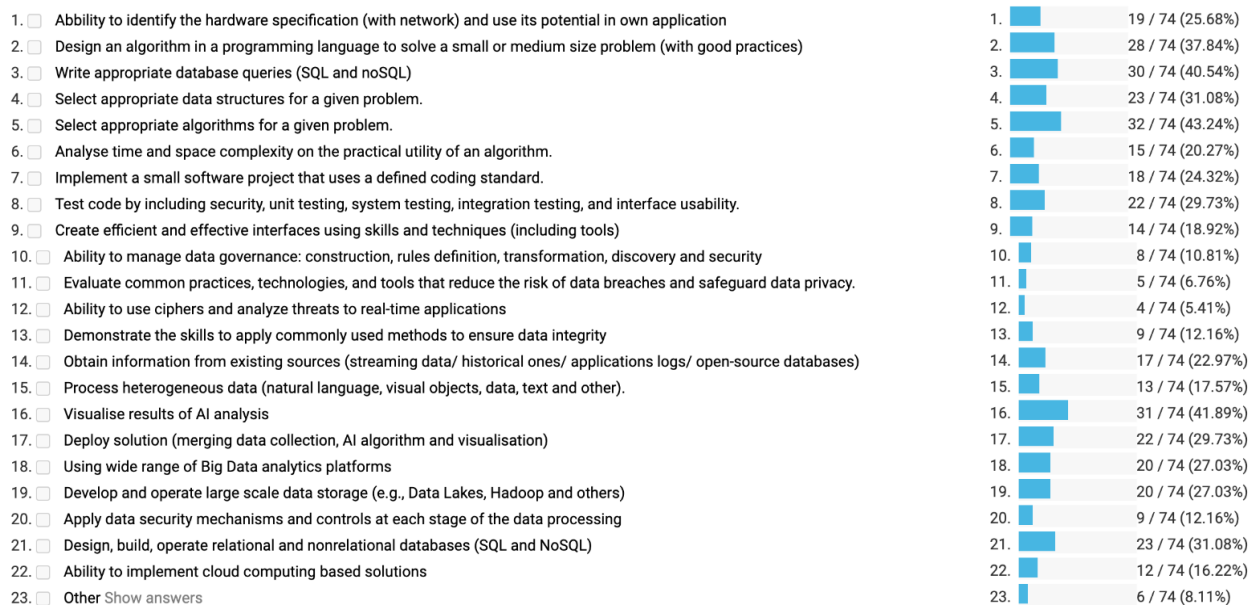 1. Abbility to identify the hardware specification (with network) and use its potential in own application 1. 19 / 74 (25.68%)
2. Design an algorithm in a programming language to solve a small or medium size problem (with good practices) 2. 28 / 74 (37.84%)
3. Write appropriate database queries (SQL and noSQL) 3. 30 / 74 (40.54%)
4. Select appropriate data structures for a given problem. 4. 23 / 74 (31.08%)
5. Select appropriate algorithms for a given problem. 5. 32 / 74 (43.24%)
6. Analyse time and space complexity on the practical utility of an algorithm. 6. 15 / 74 (20.27%)
7. Implement a small software project that uses a defined coding standard. 7. 18 / 74 (24.32%)
8. Test code by including security, unit testing, system testing, integration testing, and interface usability. 8. 22 / 74 (29.73%)
9. Create efficient and effective interfaces using skills and techniques (including tools) 9. 14 / 74 (18.92%)
10. Ability to manage data governance: construction, rules definition, transformation, discovery and security 10. 8 / 74 (10.81%)
11. Evaluate common practices, technologies, and tools that reduce the risk of data breaches and safeguard data privacy. 11. 5 / 74 (6.76%)
12. Ability to use ciphers and analyze threats to real-time applications 12. 4 / 74 (5.41%)
13. Demonstrate the skills to apply commonly used methods to ensure data integrity 13. 9 / 74 (12.16%)
14. Obtain information from existing sources (streaming data/ historical ones/ applications logs/ open-source databases) 14. 17 / 74 (22.97%)
15. Process heterogeneous data (natural language, visual objects, data, text and other). 15. 13 / 74 (17.57%)
16. Visualise results of AI analysis 16. 31 / 74 (41.89%)
17. Deploy solution (merging data collection, AI algorithm and visualisation) 17. 22 / 74 (29.73%)
18. Using wide range of Big Data analytics platforms 18. 20 / 74 (27.03%)
19. Develop and operate large scale data storage (e.g., Data Lakes, Hadoop and others) 19. 20 / 74 (27.03%)
20. Apply data security mechanisms and controls at each stage of the data processing 20. 9 / 74 (12.16%)
21. Design, build, operate relational and nonrelational databases (SQL and NoSQL) 21. 23 / 74 (31.08%)
22. Ability to implement cloud computing based solutions 22. 12 / 74 (16.22%)
23. Other Show answers 23. 6 / 74 (8.11%)